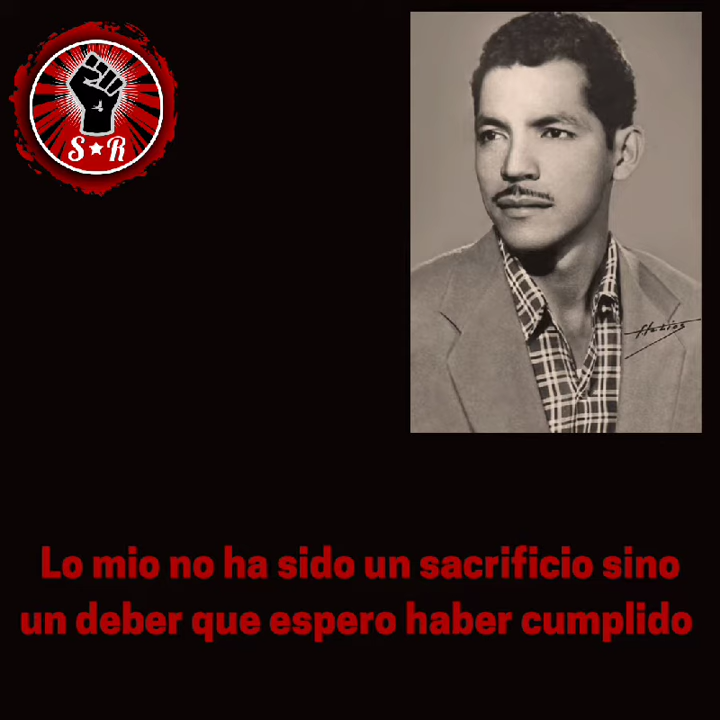 S★R
Lo mio no ha sido un sacrificio sino
un deber que espero haber cumplido